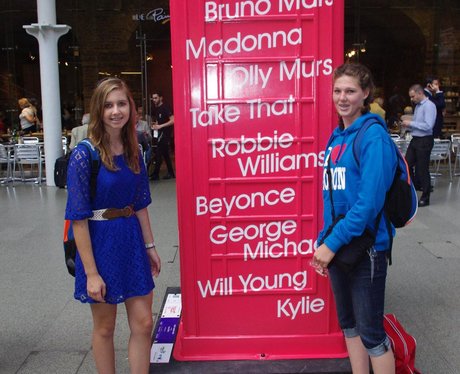 Bruno Mars
Madonna
Olly Murs
Take That
Robbie
Williams
Beyonce
George
Michael
Will Young
Kylie